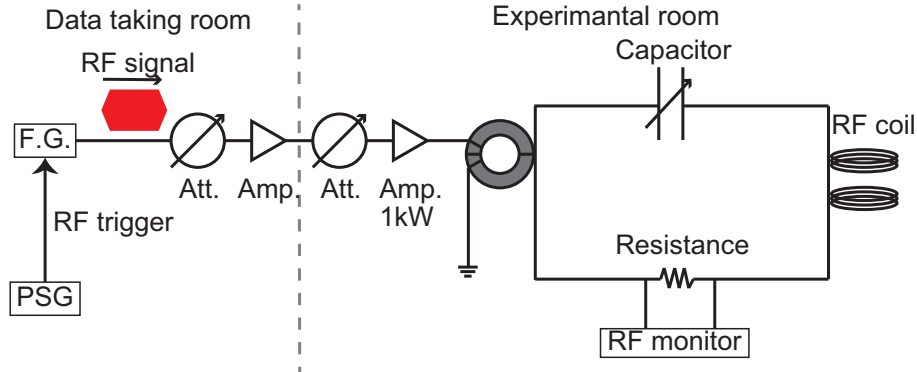 Data taking room
Experimantal room
RF signal
Capacitor
F.G.
RF coil
Att.
Amp.
Att.
Amp.
1kW
RF trigger
Resistance
PSG
RF monitor